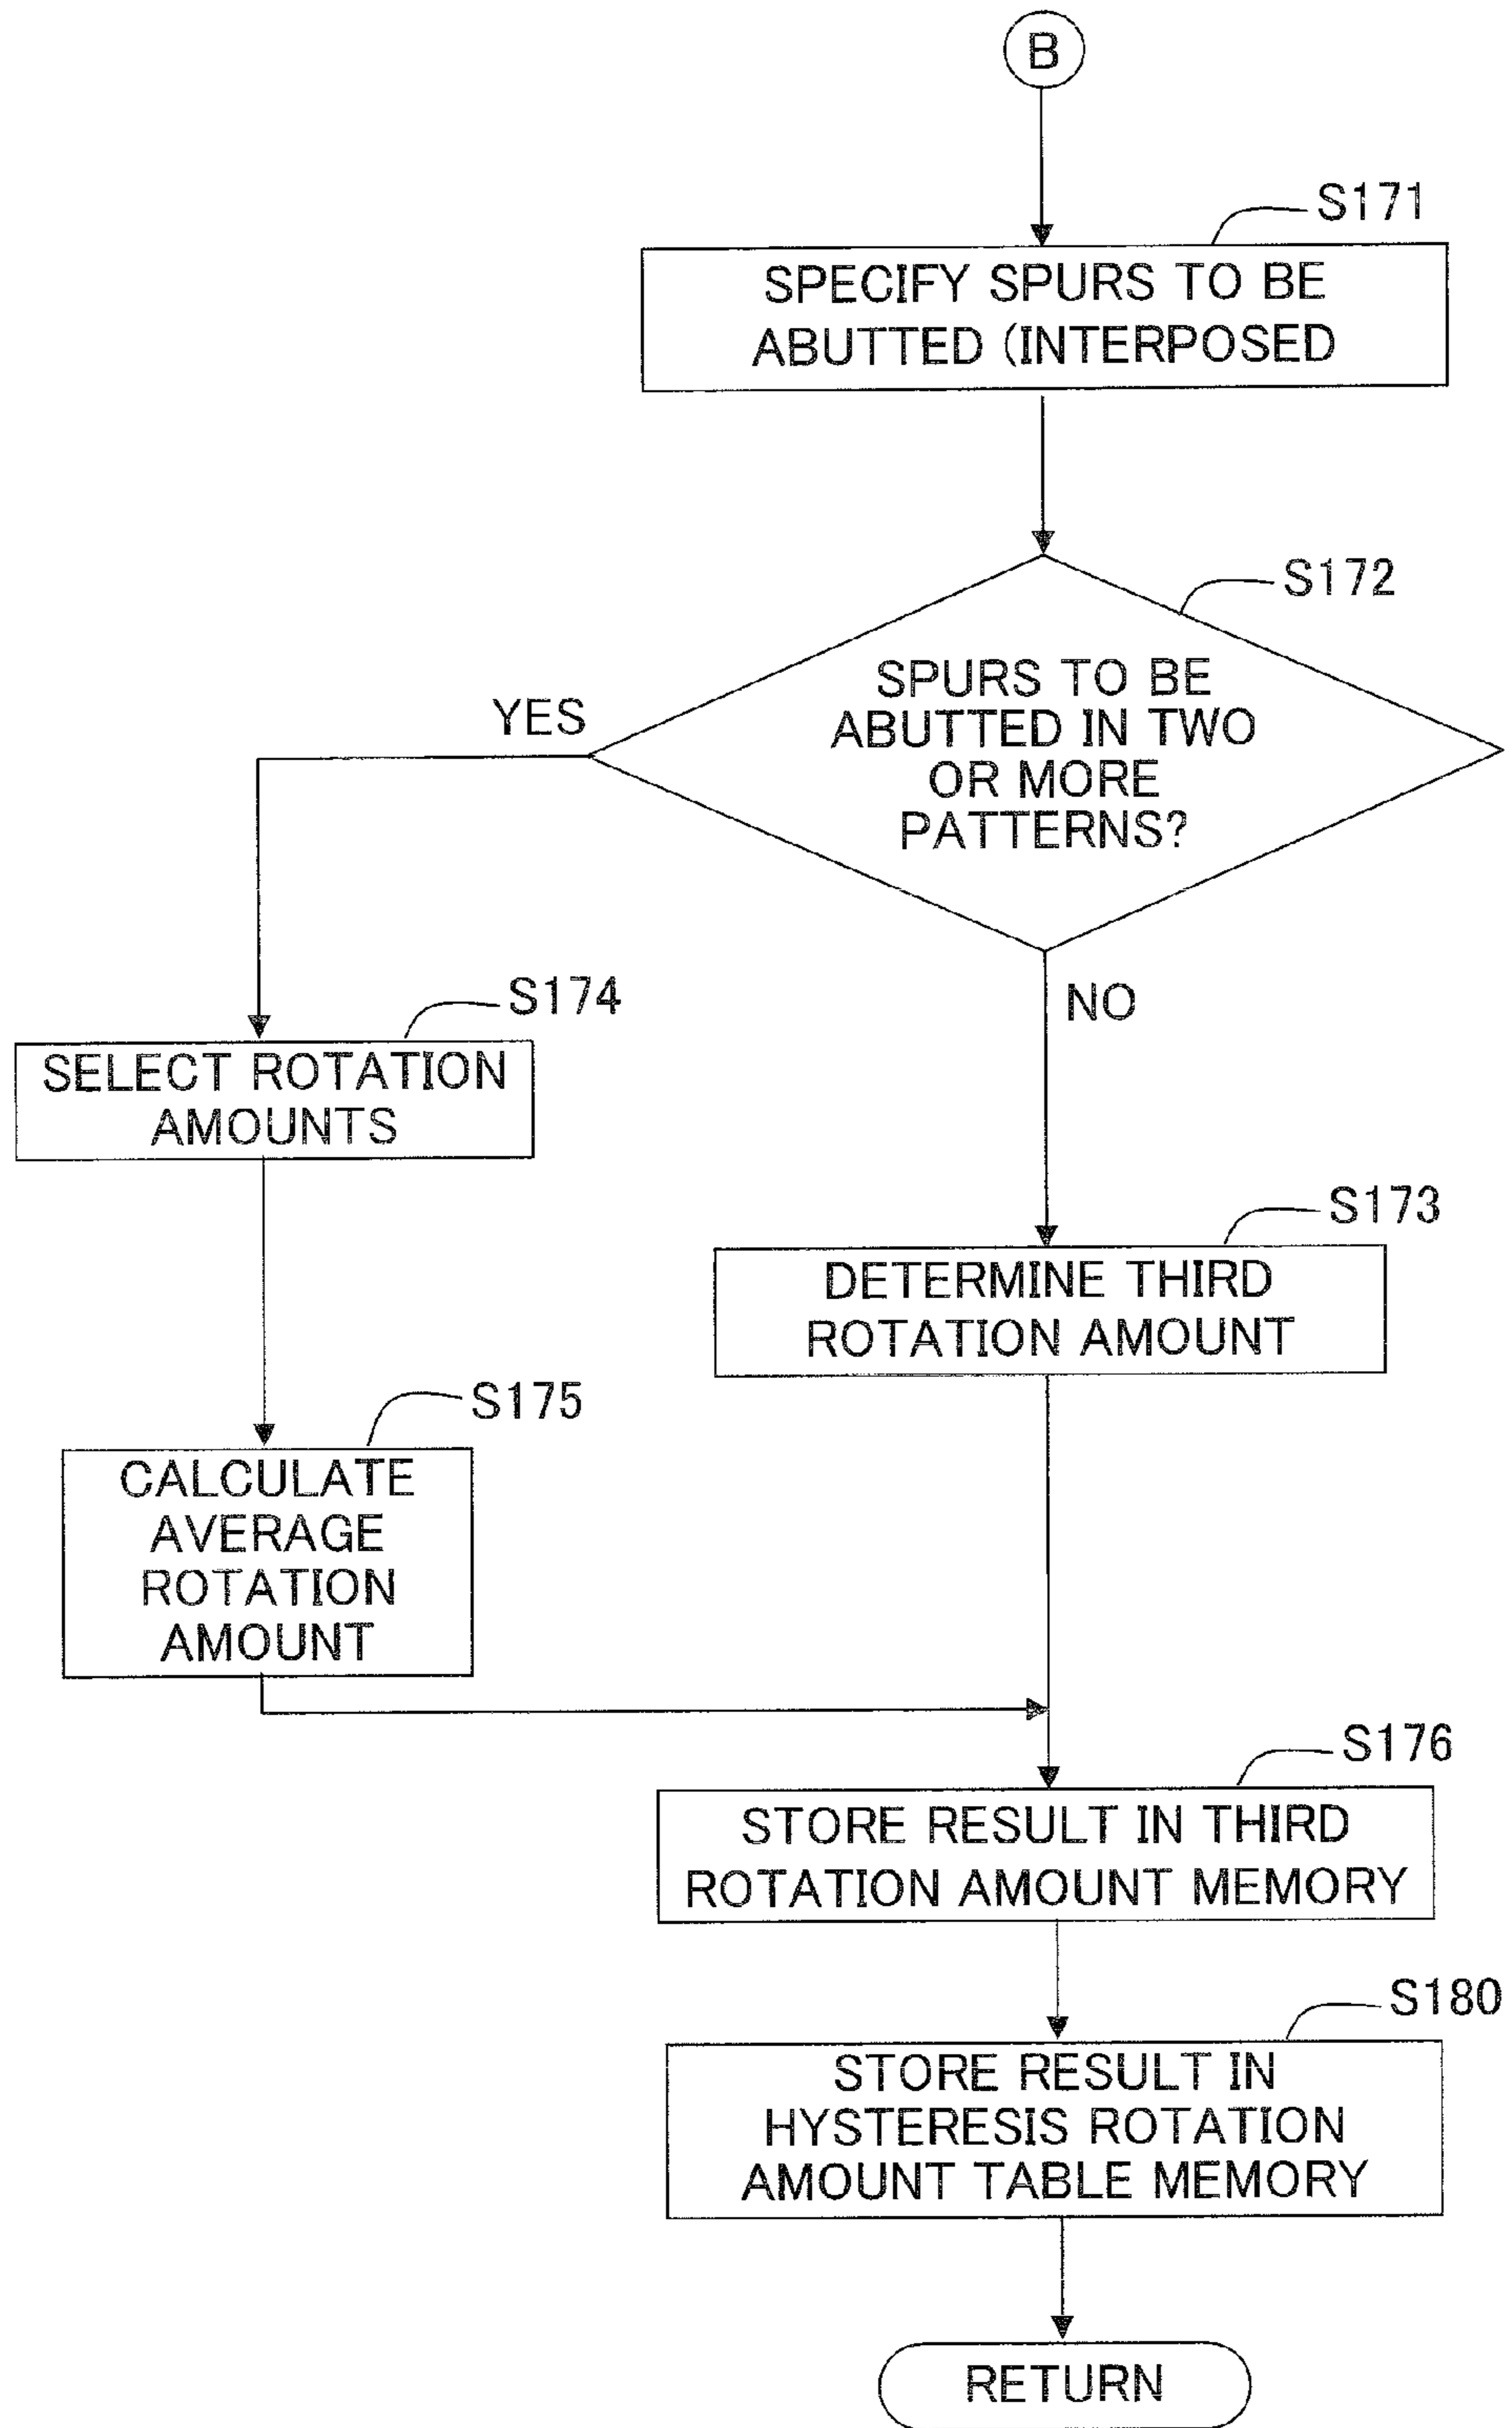 B
S171
SPECIFY SPURS TO BE
ABUTTED (INTERPOSED
S172
SPURS TO BE
ABUTTED IN TWO
OR MORE
PATTERNS?
YES
NO
S174
SELECT ROTATION
AMOUNTS
S173
DETERMINE THIRD
ROTATION AMOUNT
S175
CALCULATE
AVERAGE
ROTATION
AMOUNT
S176
STORE RESULT IN THIRD
ROTATION AMOUNT MEMORY
S180
STORE RESULT IN
HYSTERESIS ROTATION
AMOUNT TABLE MEMORY
RETURN